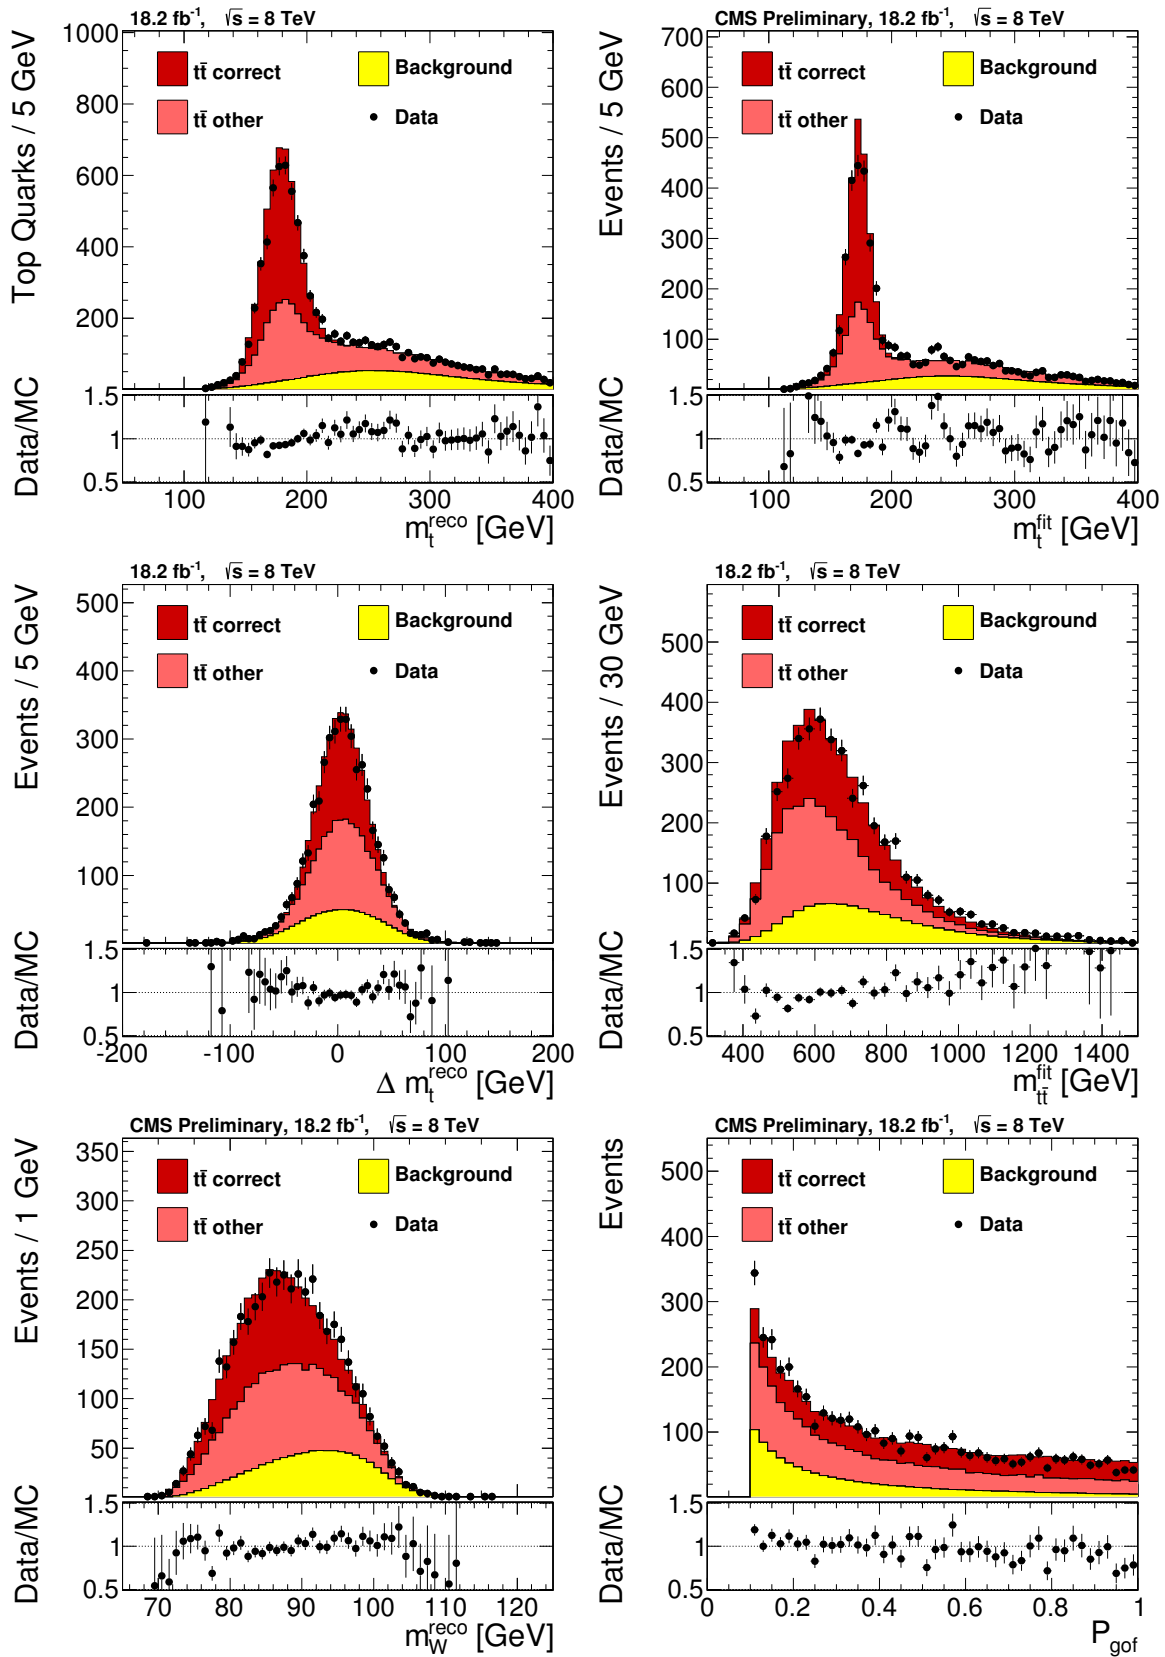 18.2 fb⁻¹, √s = 8 TeV
Top Quarks / 5 GeV
1000
800
600
400
200
tt̄ correct
Background
tt̄ other
Data
Data/MC
1.5
1
0.5
100 200 300 400
m_t^reco [GeV]
CMS Preliminary, 18.2 fb⁻¹, √s = 8 TeV
Events / 5 GeV
700
600
500
400
300
200
100
tt̄ correct
Background
tt̄ other
Data
Data/MC
1.5
1
0.5
100 200 300 400
m_t^fit [GeV]
18.2 fb⁻¹, √s = 8 TeV
Events / 5 GeV
500
400
300
200
100
tt̄ correct
Background
tt̄ other
Data
Data/MC
1.5
1
0.5
-200 -100 0 100 200
Δ m_t^reco [GeV]
18.2 fb⁻¹, √s = 8 TeV
Events / 30 GeV
500
400
300
200
100
tt̄ correct
Background
tt̄ other
Data
Data/MC
1.5
1
0.5
400 600 800 1000 1200 1400
m_tt̄^fit [GeV]
CMS Preliminary, 18.2 fb⁻¹, √s = 8 TeV
Events / 1 GeV
350
300
250
200
150
100
50
tt̄ correct
Background
tt̄ other
Data
Data/MC
1.5
1
0.5
70 80 90 100 110 120
m_W^reco [GeV]
CMS Preliminary, 18.2 fb⁻¹, √s = 8 TeV
Events
500
400
300
200
100
tt̄ correct
Background
tt̄ other
Data
Data/MC
1.5
1
0.5
0 0.2 0.4 0.6 0.8 1
P_gof